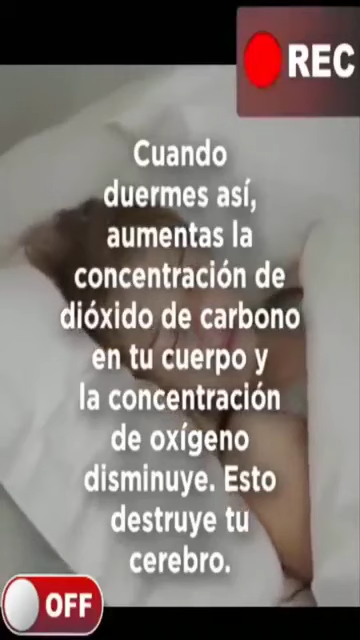 REC
Cuando
duermes así,
aumentas la
concentración de
dióxido de carbono
en tu cuerpo y
la concentración
de oxígeno
disminuye. Esto
destruye tu
cerebro.
OFF